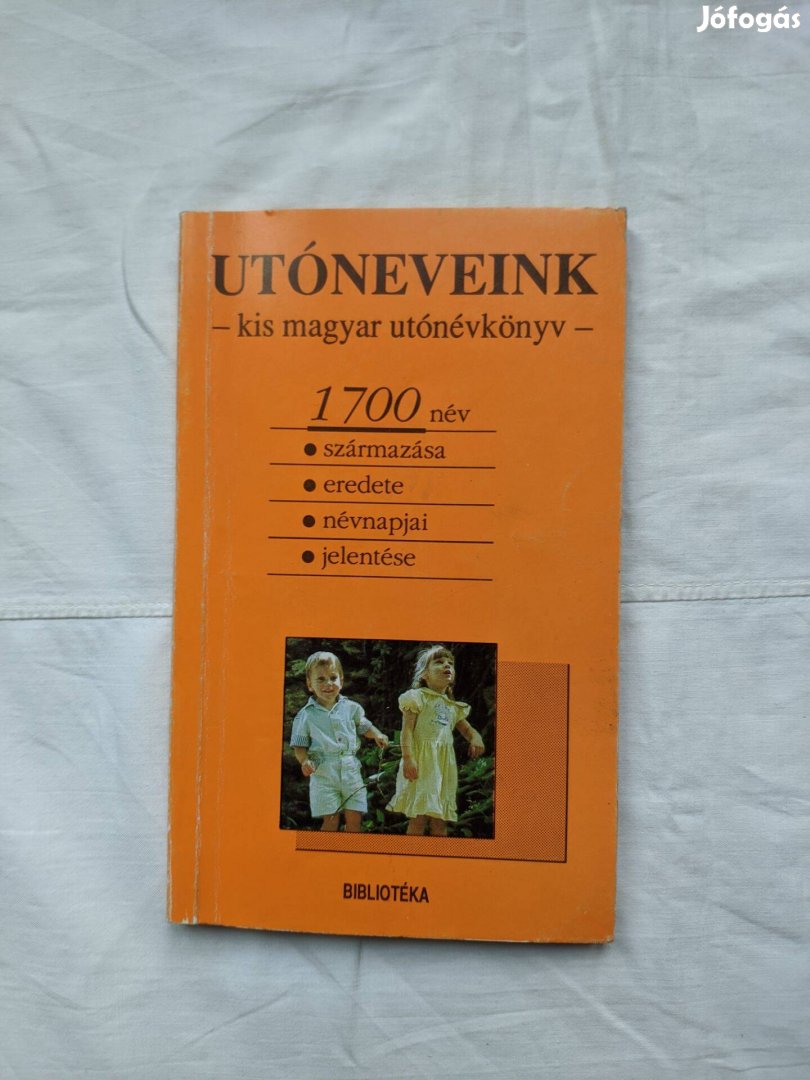 Jófogás
UTÓNEVEINK
– kis magyar utónévkönyv –
1700 név
• származása
• eredete
• névnapjai
• jelentése
BIBLIOTÉKA